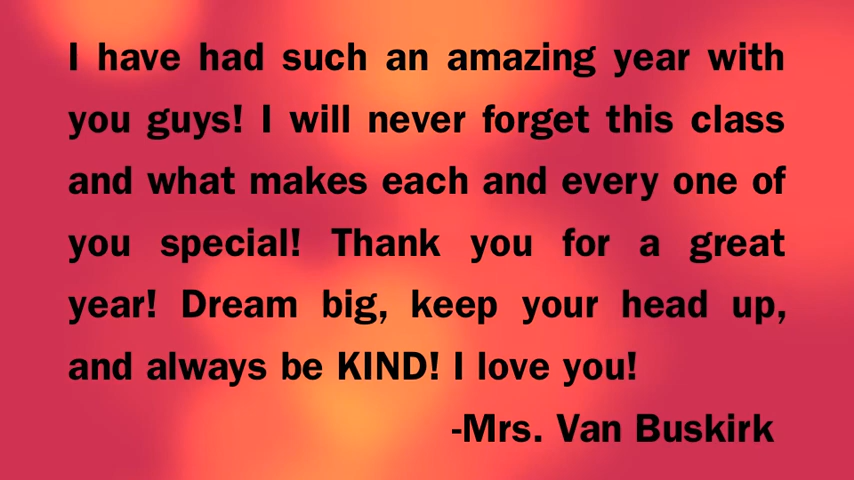 I have had such an amazing year with
you guys! I will never forget this class
and what makes each and every one of
you special! Thank you for a great
year! Dream big, keep your head up,
and always be KIND! I love you!
-Mrs. Van Buskirk